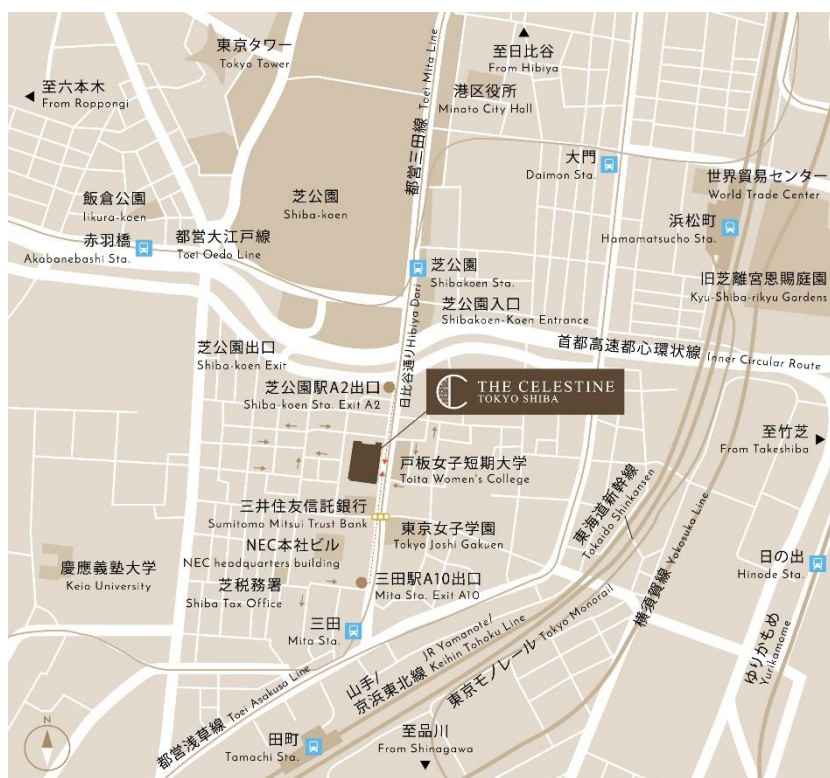 東京タワー
Tokyo Tower
至日比谷
From Hibiya
至六本木
From Roppongi
港区役所
Minato City Hall
都営三田線 Toei Mita Line
大門
Daimon Sta.
世界貿易センター
World Trade Center
飯倉公園
Iikura-koen
芝公園
Shiba-koen
浜松町
Hamamatsucho Sta.
赤羽橋
Akabanebashi Sta.
都営大江戸線
Toei Oedo Line
芝公園
Shibakoen Sta.
旧芝離宮恩賜庭園
Kyu-Shiba-rikyu Gardens
芝公園入口
Shibakoen-Koen Entrance
日比谷通り Hibiya Dari
首都高速都心環状線 Inner Circular Route
芝公園出口
Shiba-koen Exit
芝公園駅A2出口
Shiba-koen Sta. Exit A2
THE CELESTINE
TOKYO SHIBA
至竹芝
From Takeshiba
戸板女子短期大学
Toita Women's College
東海道新幹線
Tokaido Shinkansen
三井住友信託銀行
Sumitomo Mitsui Trust Bank
東京女子学園
Tokyo Joshi Gakuen
横須賀線 Yokosuka Line
NEC本社ビル
NEC headquarters building
慶應義塾大学
Keio University
日の出
Hinode Sta.
芝税務署
Shiba Tax Office
三田駅A10出口
Mita Sta. Exit A10
三田
Mita Sta.
山手/
京浜東北線
JR Yamanote/
Keihin Tohoku Line
東京モノレール Tokyo Monorail
ゆりかもめ
Yurikamome
都営浅草線 Toei Asakusa Line
田町
Tamachi Sta.
至品川
From Shinagawa
N